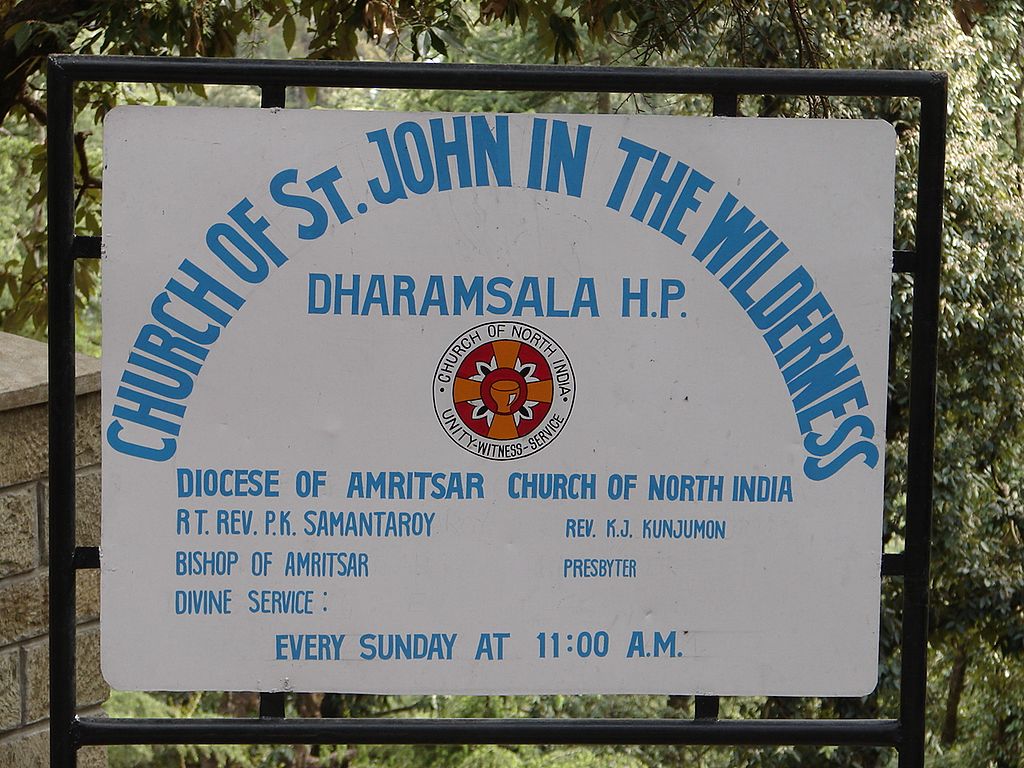 CHURCH OF ST. JOHN IN THE WILDERNESS
DHARAMSALA H.P.
· CHURCH OF NORTH INDIA ·
UNITY-WITNESS-SERVICE
DIOCESE OF AMRITSAR CHURCH OF NORTH INDIA
RT. REV. P.K. SAMANTAROY REV. K.J. KUNJUMON
BISHOP OF AMRITSAR PRESBYTER
DIVINE SERVICE :
EVERY SUNDAY AT 11:00 A.M.